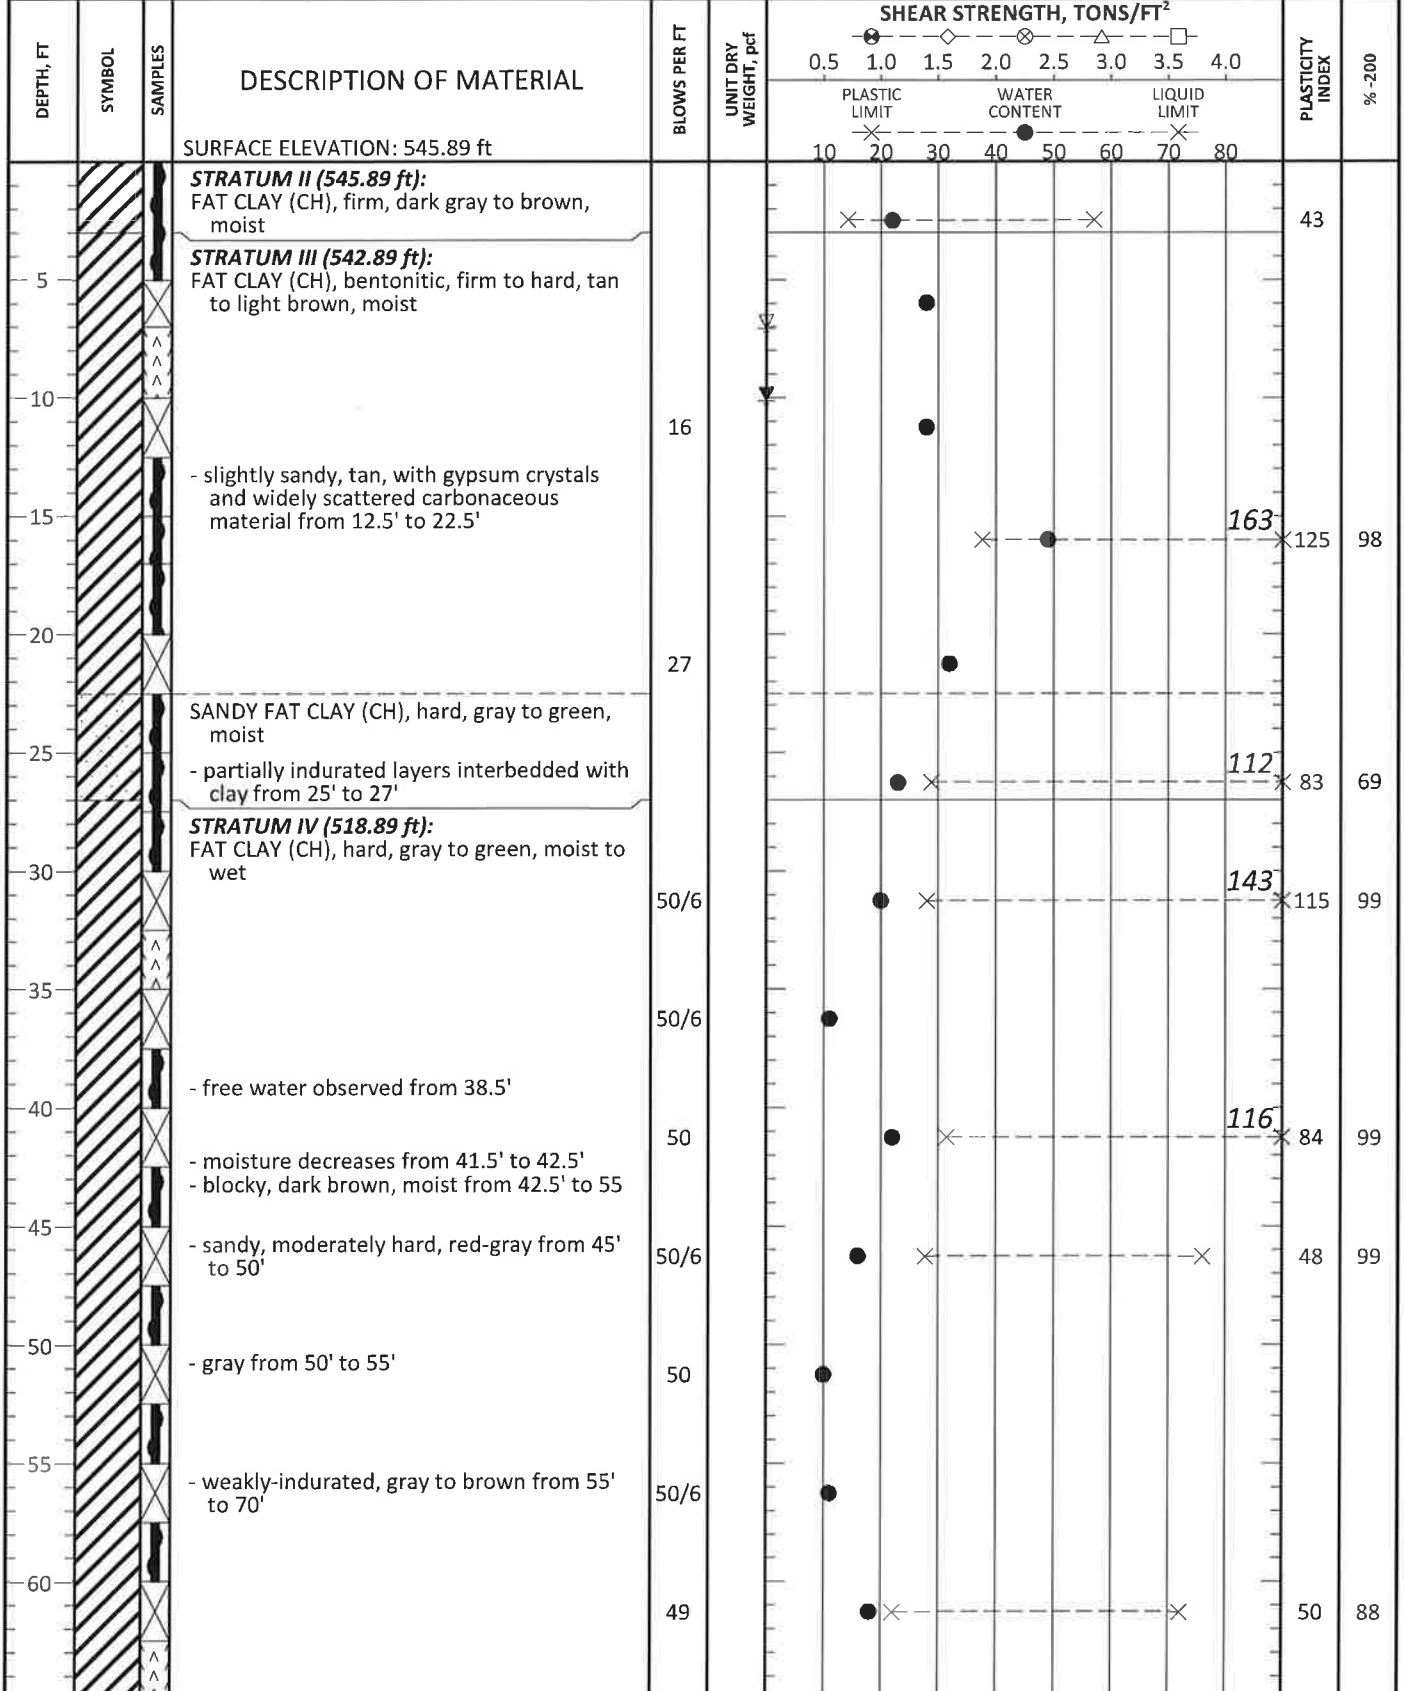 DEPTH, FT
SYMBOL
SAMPLES
DESCRIPTION OF MATERIAL
SURFACE ELEVATION: 545.89 ft
BLOWS PER FT
UNIT DRY
WEIGHT, pcf
SHEAR STRENGTH, TONS/FT²
0.5 1.0 1.5 2.0 2.5 3.0 3.5 4.0
PLASTIC LIMIT
WATER CONTENT
LIQUID LIMIT
10 20 30 40 50 60 70 80
PLASTICITY
INDEX
% -200
STRATUM II (545.89 ft):
FAT CLAY (CH), firm, dark gray to brown,
moist
43
STRATUM III (542.89 ft):
5
FAT CLAY (CH), bentonitic, firm to hard, tan
to light brown, moist
10
16
- slightly sandy, tan, with gypsum crystals
and widely scattered carbonaceous
material from 12.5' to 22.5'
15
163
125 98
20
27
SANDY FAT CLAY (CH), hard, gray to green,
moist
25
- partially indurated layers interbedded with
clay from 25' to 27'
112
83 69
STRATUM IV (518.89 ft):
FAT CLAY (CH), hard, gray to green, moist to
wet
30
50/6
143
115 99
35
50/6
- free water observed from 38.5'
40
50
116
84 99
- moisture decreases from 41.5' to 42.5'
- blocky, dark brown, moist from 42.5' to 55
45
- sandy, moderately hard, red-gray from 45'
to 50'
50/6
48 99
50
- gray from 50' to 55'
50
55
- weakly-indurated, gray to brown from 55'
to 70'
50/6
60
49
50 88